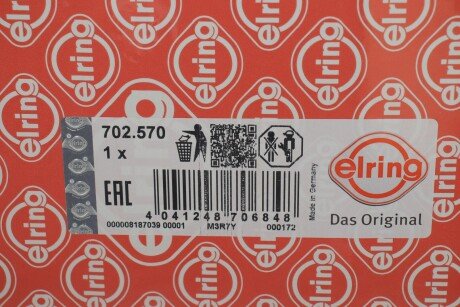 702.570
1 x
EAC
4 041248 706848
000008187039 00001 M3R7Y 000172
Made in Germany
elring
Das Original